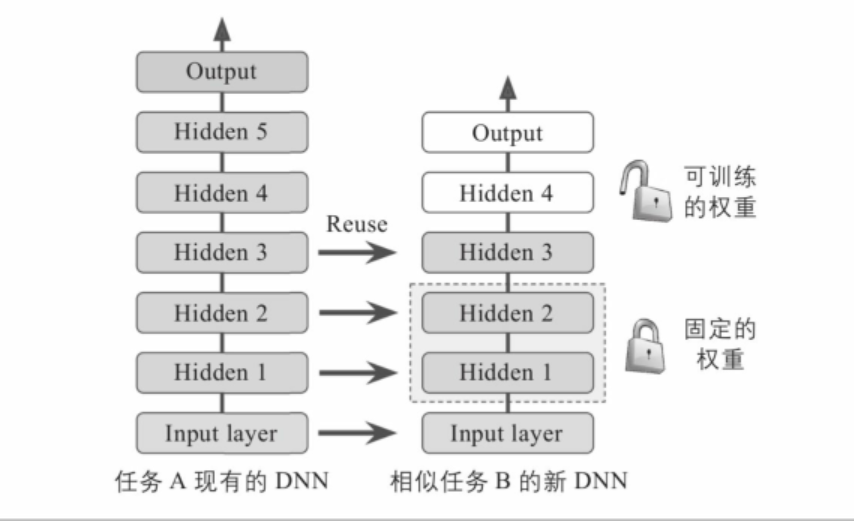 Output
Hidden 5
Hidden 4
Hidden 3
Hidden 2
Hidden 1
Input layer
任务 A 现有的 DNN
Reuse
Output
Hidden 4
Hidden 3
Hidden 2
Hidden 1
Input layer
相似任务 B 的新 DNN
可训练
的权重
固定的
权重